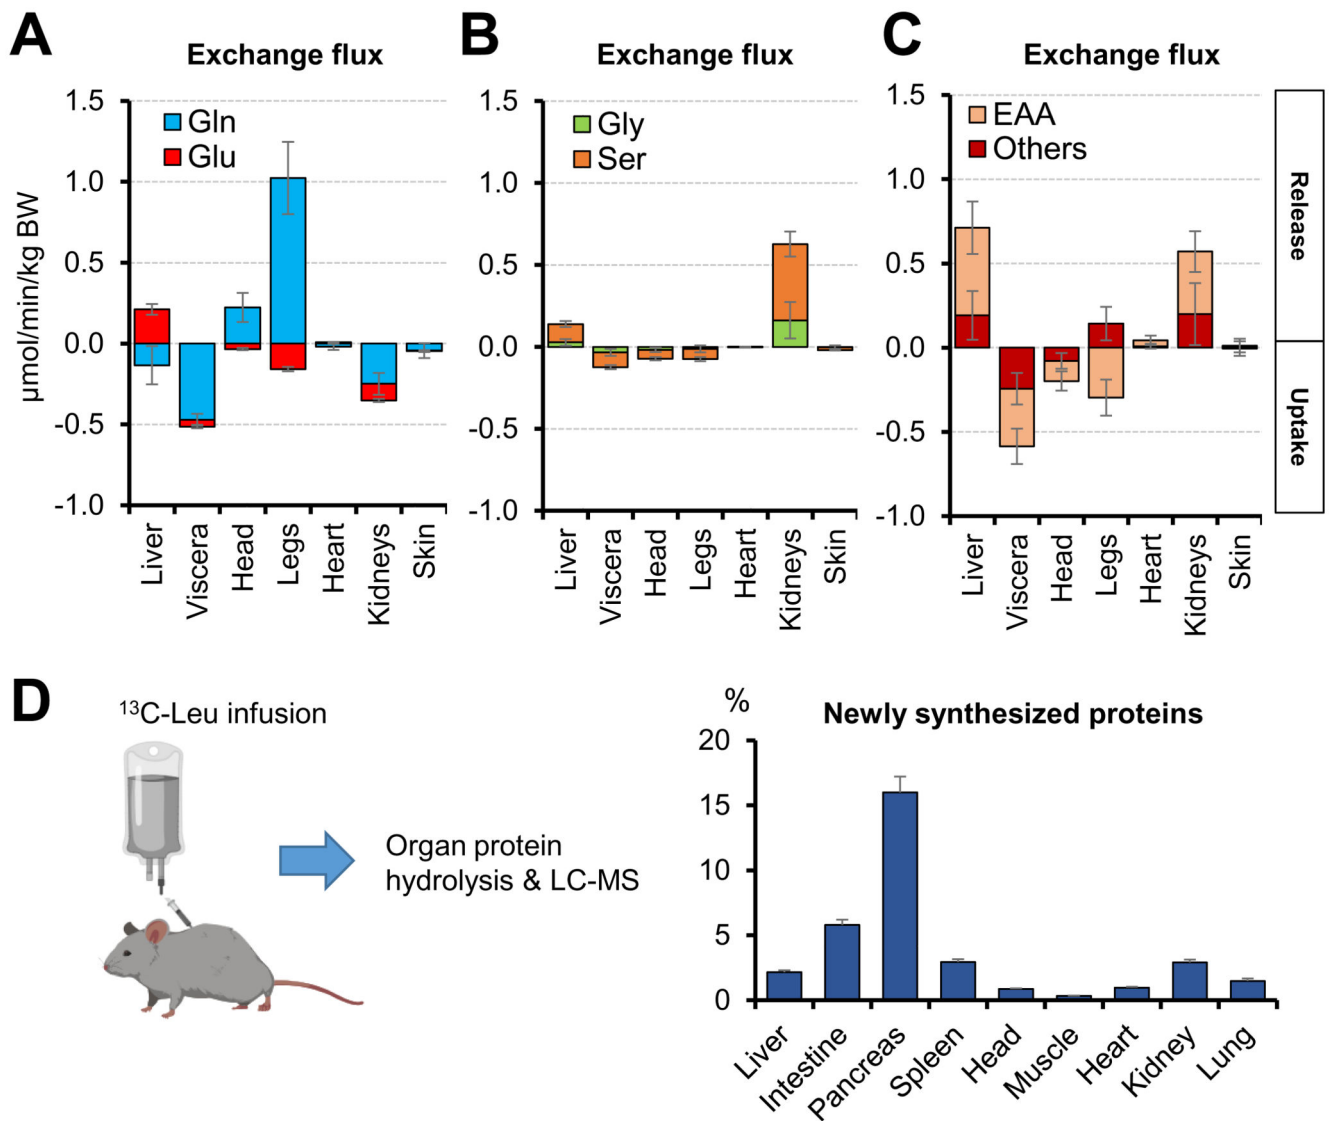 A
Exchange flux
µmol/min/kg BW
1.5
1.0
0.5
0.0
-0.5
-1.0
Gln
Glu
Liver
Viscera
Head
Legs
Heart
Kidneys
Skin
B
Exchange flux
1.5
1.0
0.5
0.0
-0.5
-1.0
Gly
Ser
Liver
Viscera
Head
Legs
Heart
Kidneys
Skin
C
Exchange flux
1.5
1.0
0.5
0.0
-0.5
-1.0
EAA
Others
Liver
Viscera
Head
Legs
Heart
Kidneys
Skin
Release
Uptake
D
¹³C-Leu infusion
Organ protein
hydrolysis & LC-MS
%
Newly synthesized proteins
20
15
10
5
0
Liver
Intestine
Pancreas
Spleen
Head
Muscle
Heart
Kidney
Lung